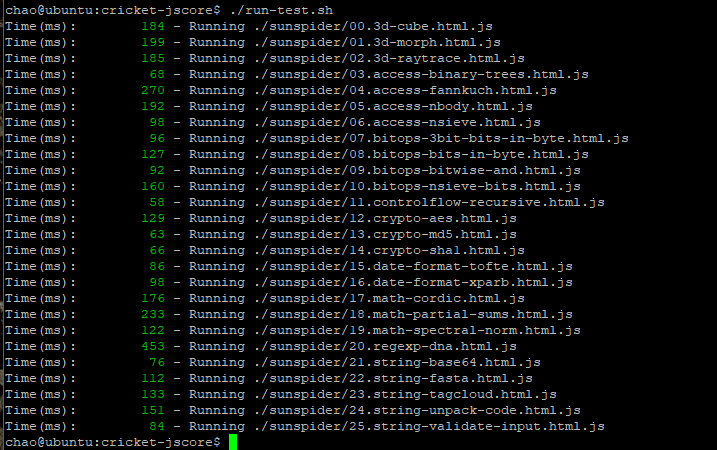 chao@ubuntu:cricket-jscore$ ./run-test.sh
Time(ms): 184 - Running ./sunspider/00.3d-cube.html.js
Time(ms): 199 - Running ./sunspider/01.3d-morph.html.js
Time(ms): 185 - Running ./sunspider/02.3d-raytrace.html.js
Time(ms): 68 - Running ./sunspider/03.access-binary-trees.html.js
Time(ms): 270 - Running ./sunspider/04.access-fannkuch.html.js
Time(ms): 192 - Running ./sunspider/05.access-nbody.html.js
Time(ms): 98 - Running ./sunspider/06.access-nsieve.html.js
Time(ms): 96 - Running ./sunspider/07.bitops-3bit-bits-in-byte.html.js
Time(ms): 127 - Running ./sunspider/08.bitops-bits-in-byte.html.js
Time(ms): 92 - Running ./sunspider/09.bitops-bitwise-and.html.js
Time(ms): 160 - Running ./sunspider/10.bitops-nsieve-bits.html.js
Time(ms): 58 - Running ./sunspider/11.controlflow-recursive.html.js
Time(ms): 129 - Running ./sunspider/12.crypto-aes.html.js
Time(ms): 63 - Running ./sunspider/13.crypto-md5.html.js
Time(ms): 66 - Running ./sunspider/14.crypto-sha1.html.js
Time(ms): 86 - Running ./sunspider/15.date-format-tofte.html.js
Time(ms): 98 - Running ./sunspider/16.date-format-xparb.html.js
Time(ms): 176 - Running ./sunspider/17.math-cordic.html.js
Time(ms): 233 - Running ./sunspider/18.math-partial-sums.html.js
Time(ms): 122 - Running ./sunspider/19.math-spectral-norm.html.js
Time(ms): 453 - Running ./sunspider/20.regexp-dna.html.js
Time(ms): 76 - Running ./sunspider/21.string-base64.html.js
Time(ms): 112 - Running ./sunspider/22.string-fasta.html.js
Time(ms): 133 - Running ./sunspider/23.string-tagcloud.html.js
Time(ms): 151 - Running ./sunspider/24.string-unpack-code.html.js
Time(ms): 84 - Running ./sunspider/25.string-validate-input.html.js
chao@ubuntu:cricket-jscore$